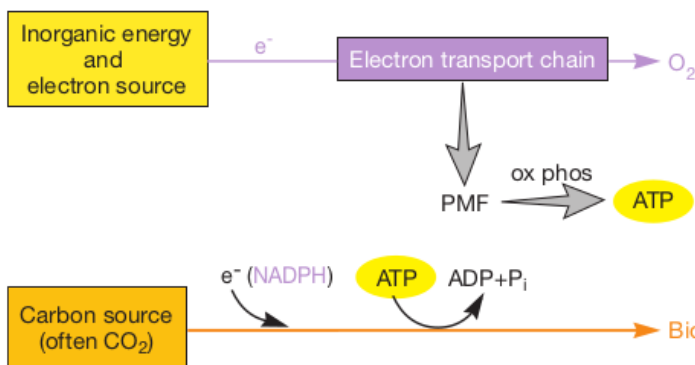 Inorganic energy
and
electron source
e⁻
Electron transport chain
O₂
PMF
ox phos
ATP
e⁻ (NADPH)
ATP
ADP+Pᵢ
Carbon source
(often CO₂)